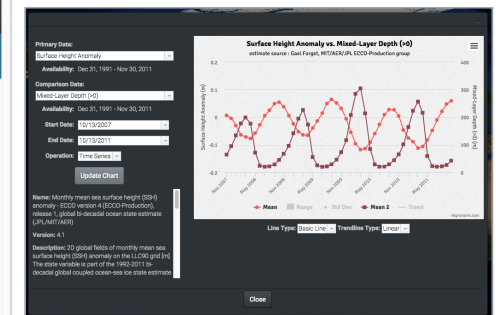 Primary Data:
Surface Height Anomaly
Availability: Dec 31, 1991 - Nov 30, 2011
Comparison Data:
Mixed-Layer Depth (>0)
Availability: Dec 31, 1991 - Nov 30, 2011
Start Date: 10/13/2007
End Date: 10/13/2011
Operation: Time Series
Update Chart
Name: Monthly mean sea surface height (SSH)
anomaly - ECCO version 4 (ECCO-Production),
release 1, global bi-decadal ocean state estimate
(JPL/MIT/AER)
Version: 4.1
Description: 2D global fields of monthly mean sea
surface height (SSH) anomaly on the LLC90 grid [m]
The state variable is part of the 1992-2011 bi-
decadal global coupled ocean-sea ice state estimate
Surface Height Anomaly vs. Mixed-Layer Depth (>0)
estimate source : Gael Forget, MIT/AER/JPL ECCO-Production group
Surface Height Anomaly [m]
0.2
0.1
0
-0.1
-0.2
Mixed-Layer Depth (>0) [m]
400
300
200
100
0
Nov 2007
May 2008
Nov 2008
May 2009
Nov 2009
May 2010
Nov 2010
May 2011
Mean
Range
Std Dev
Mean 2
Trend
Highcharts.com
Line Type: Basic Line
Trendline Type: Linear
Close